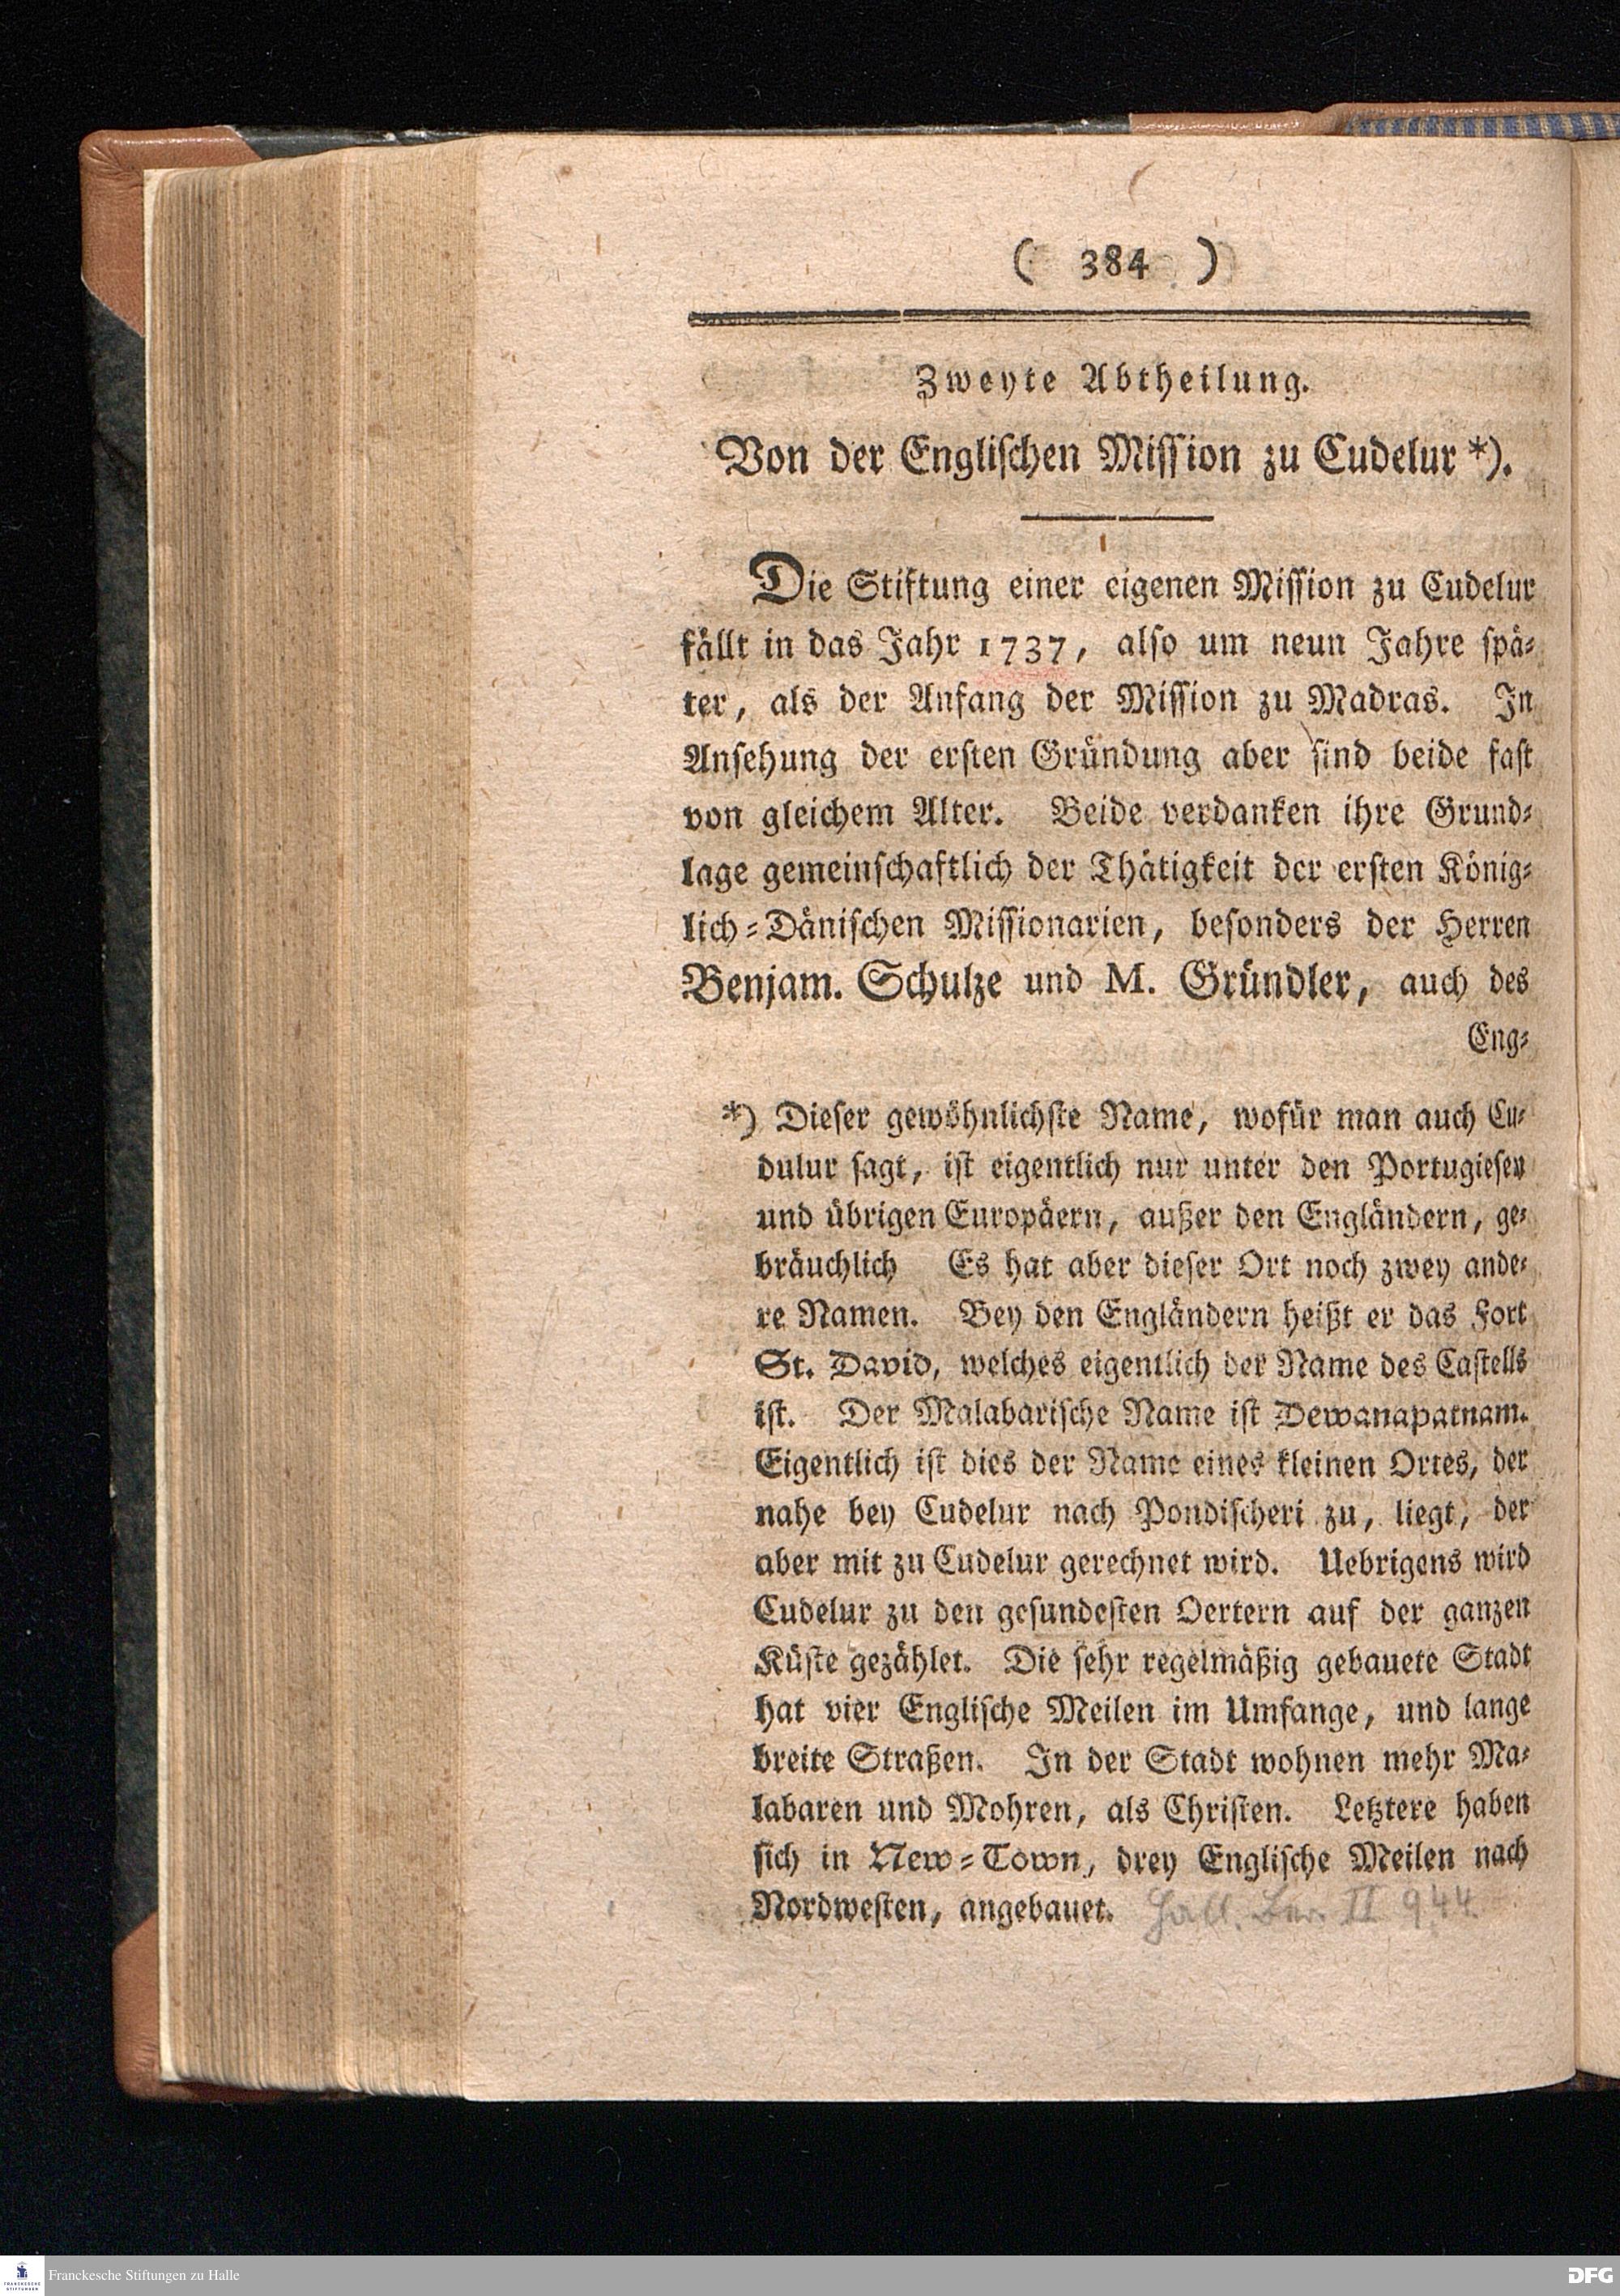 ( 384 )
Zweyte Abtheilung.
Von der Englischen Mission zu Cudelur *).
Die Stiftung einer eigenen Mission zu Cudelur
fällt in das Jahr 1737, also um neun Jahre spä-
ter, als der Anfang der Mission zu Madras. In
Ansehung der ersten Gründung aber sind beide fast
von gleichem Alter. Beide verdanken ihre Grund-
lage gemeinschaftlich der Thätigkeit der ersten König-
lich-Dänischen Missionarien, besonders der Herren
Benjam. Schulze und M. Gründler, auch des
Eng-
*) Dieser gewöhnlichste Name, wofür man auch Cu-
dulur sagt, ist eigentlich nur unter den Portugiesen
und übrigen Europäern, außer den Engländern, ge-
bräuchlich Es hat aber dieser Ort noch zwey ande-
re Namen. Bey den Engländern heißt er das Fort
St. David, welches eigentlich der Name des Castells
ist. Der Malabarische Name ist Dewanapatnam.
Eigentlich ist dies der Name eines kleinen Ortes, der
nahe bey Cudelur nach Pondischeri zu, liegt, der
aber mit zu Cudelur gerechnet wird. Uebrigens wird
Cudelur zu den gesundesten Oertern auf der ganzen
Küste gezählet. Die sehr regelmäßig gebauete Stadt
hat vier Englische Meilen im Umfange, und lange
breite Straßen. In der Stadt wohnen mehr Ma-
labaren und Mohren, als Christen. Letztere haben
sich in New-Town, drey Englische Meilen nach
Nordwesten, angebauet. Hall. Ber. II 944.
Franckesche Stiftungen zu Halle
FRANCKESCHE
STIFTUNGEN
DFG